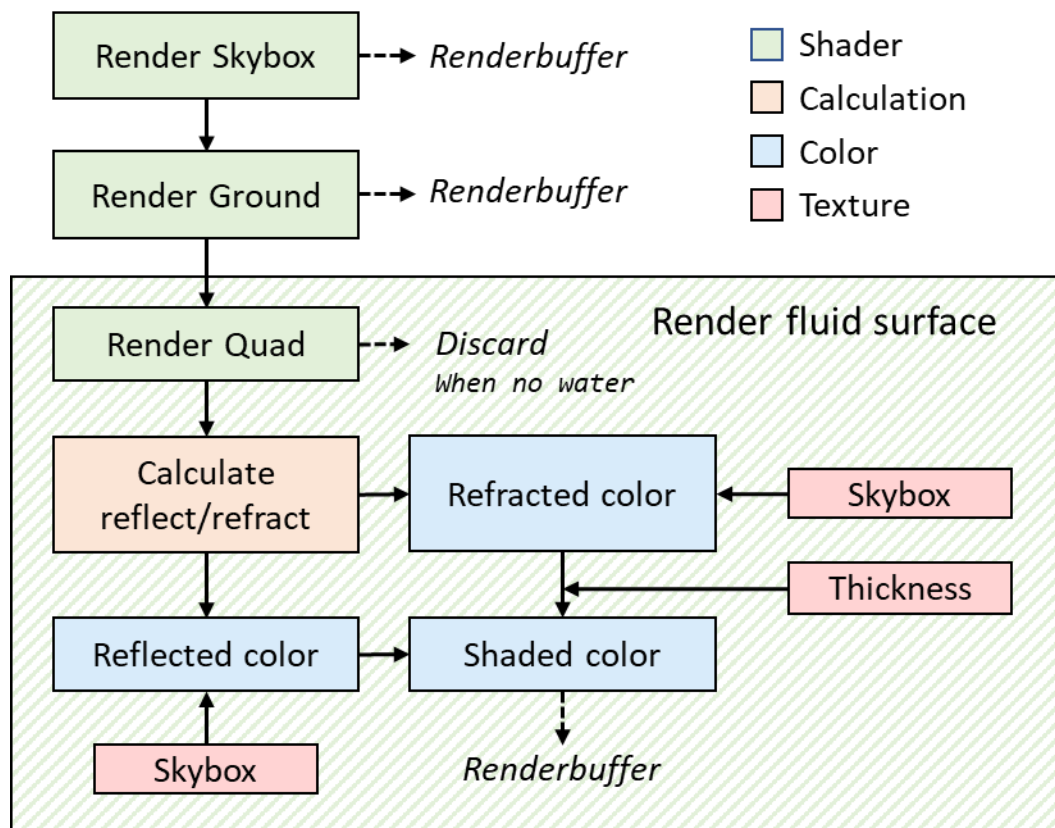 Render Skybox
Renderbuffer
Shader
Calculation
Color
Texture
Render Ground
Renderbuffer
Render fluid surface
Render Quad
Discard
When no water
Calculate
reflect/refract
Refracted color
Skybox
Thickness
Reflected color
Shaded color
Skybox
Renderbuffer